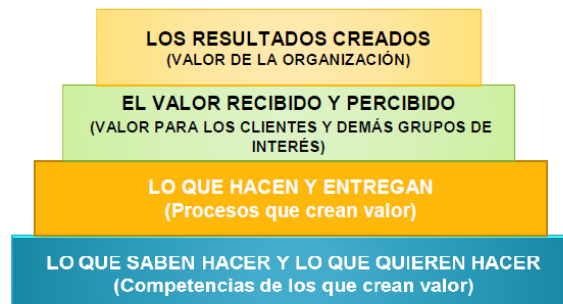 LOS RESULTADOS CREADOS
(VALOR DE LA ORGANIZACIÓN)
EL VALOR RECIBIDO Y PERCIBIDO
(VALOR PARA LOS CLIENTES Y DEMÁS GRUPOS DE
INTERÉS)
LO QUE HACEN Y ENTREGAN
(Procesos que crean valor)
LO QUE SABEN HACER Y LO QUE QUIEREN HACER
(Competencias de los que crean valor)